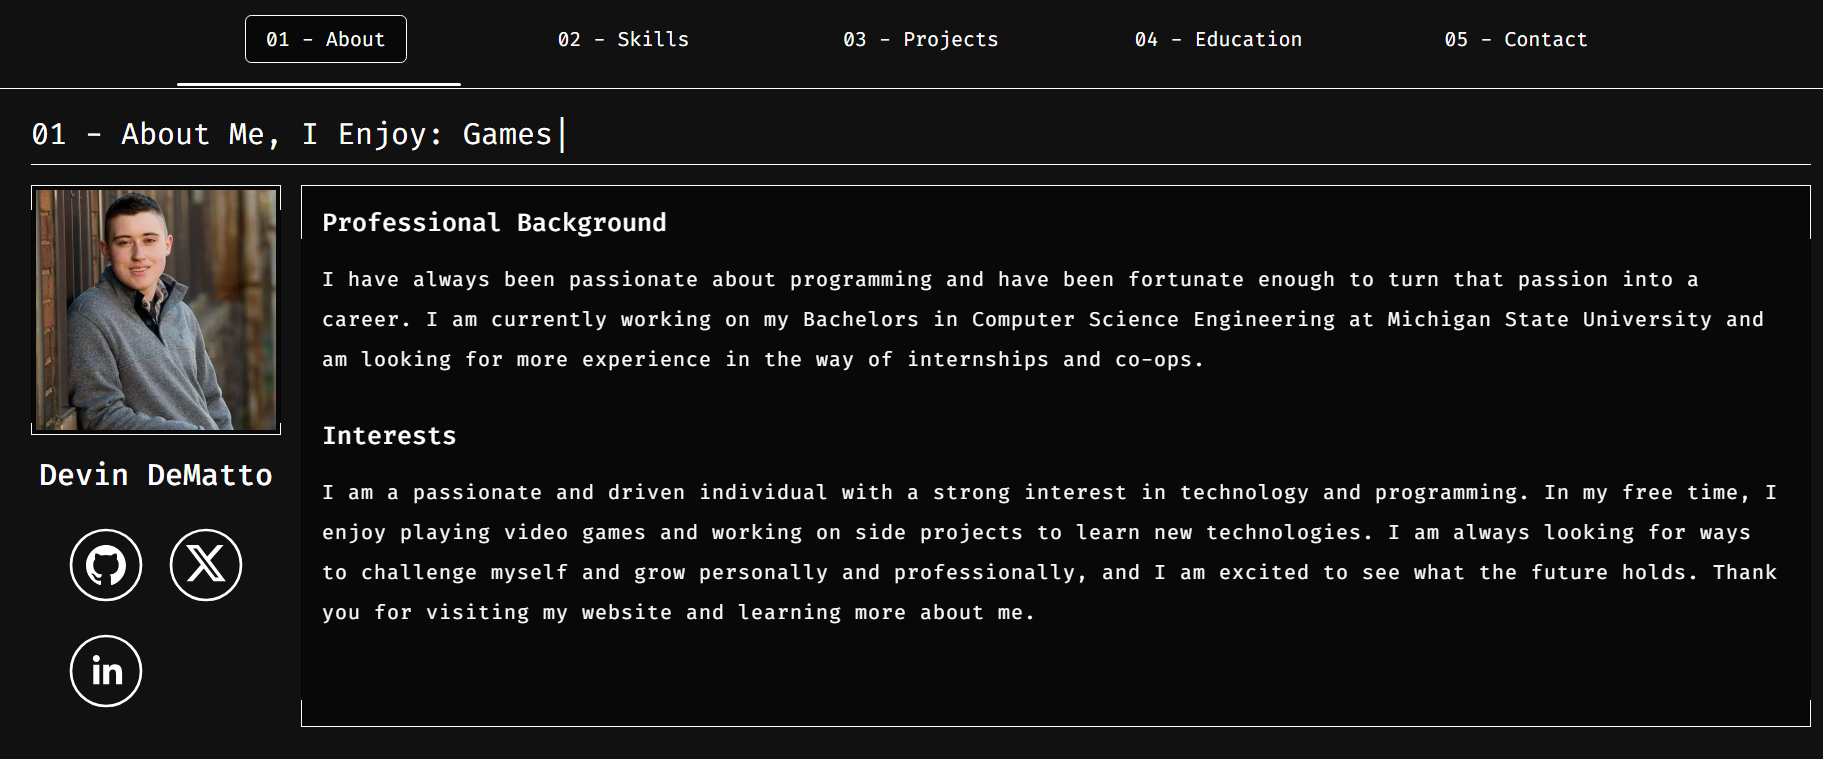 01 - About
02 - Skills
03 - Projects
04 - Education
05 - Contact
01 - About Me, I Enjoy: Games
Professional Background
I have always been passionate about programming and have been fortunate enough to turn that passion into a
career. I am currently working on my Bachelors in Computer Science Engineering at Michigan State University and
am looking for more experience in the way of internships and co-ops.
Interests
I am a passionate and driven individual with a strong interest in technology and programming. In my free time, I
enjoy playing video games and working on side projects to learn new technologies. I am always looking for ways
to challenge myself and grow personally and professionally, and I am excited to see what the future holds. Thank
you for visiting my website and learning more about me.
Devin DeMatto
X
in